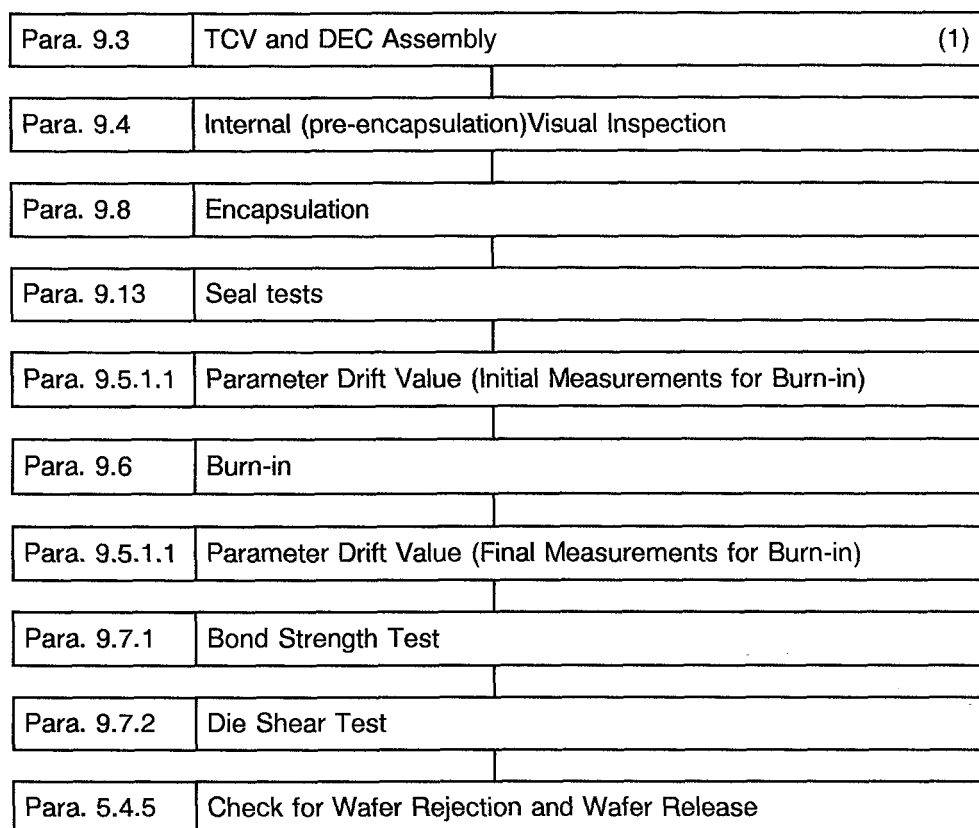 Para. 9.3 TCV and DEC Assembly (1)
Para. 9.4 Internal (pre-encapsulation)Visual Inspection
Para. 9.8 Encapsulation
Para. 9.13 Seal tests
Para. 9.5.1.1 Parameter Drift Value (Initial Measurements for Burn-in)
Para. 9.6 Burn-in
Para. 9.5.1.1 Parameter Drift Value (Final Measurements for Burn-in)
Para. 9.7.1 Bond Strength Test
Para. 9.7.2 Die Shear Test
Para. 5.4.5 Check for Wafer Rejection and Wafer Release